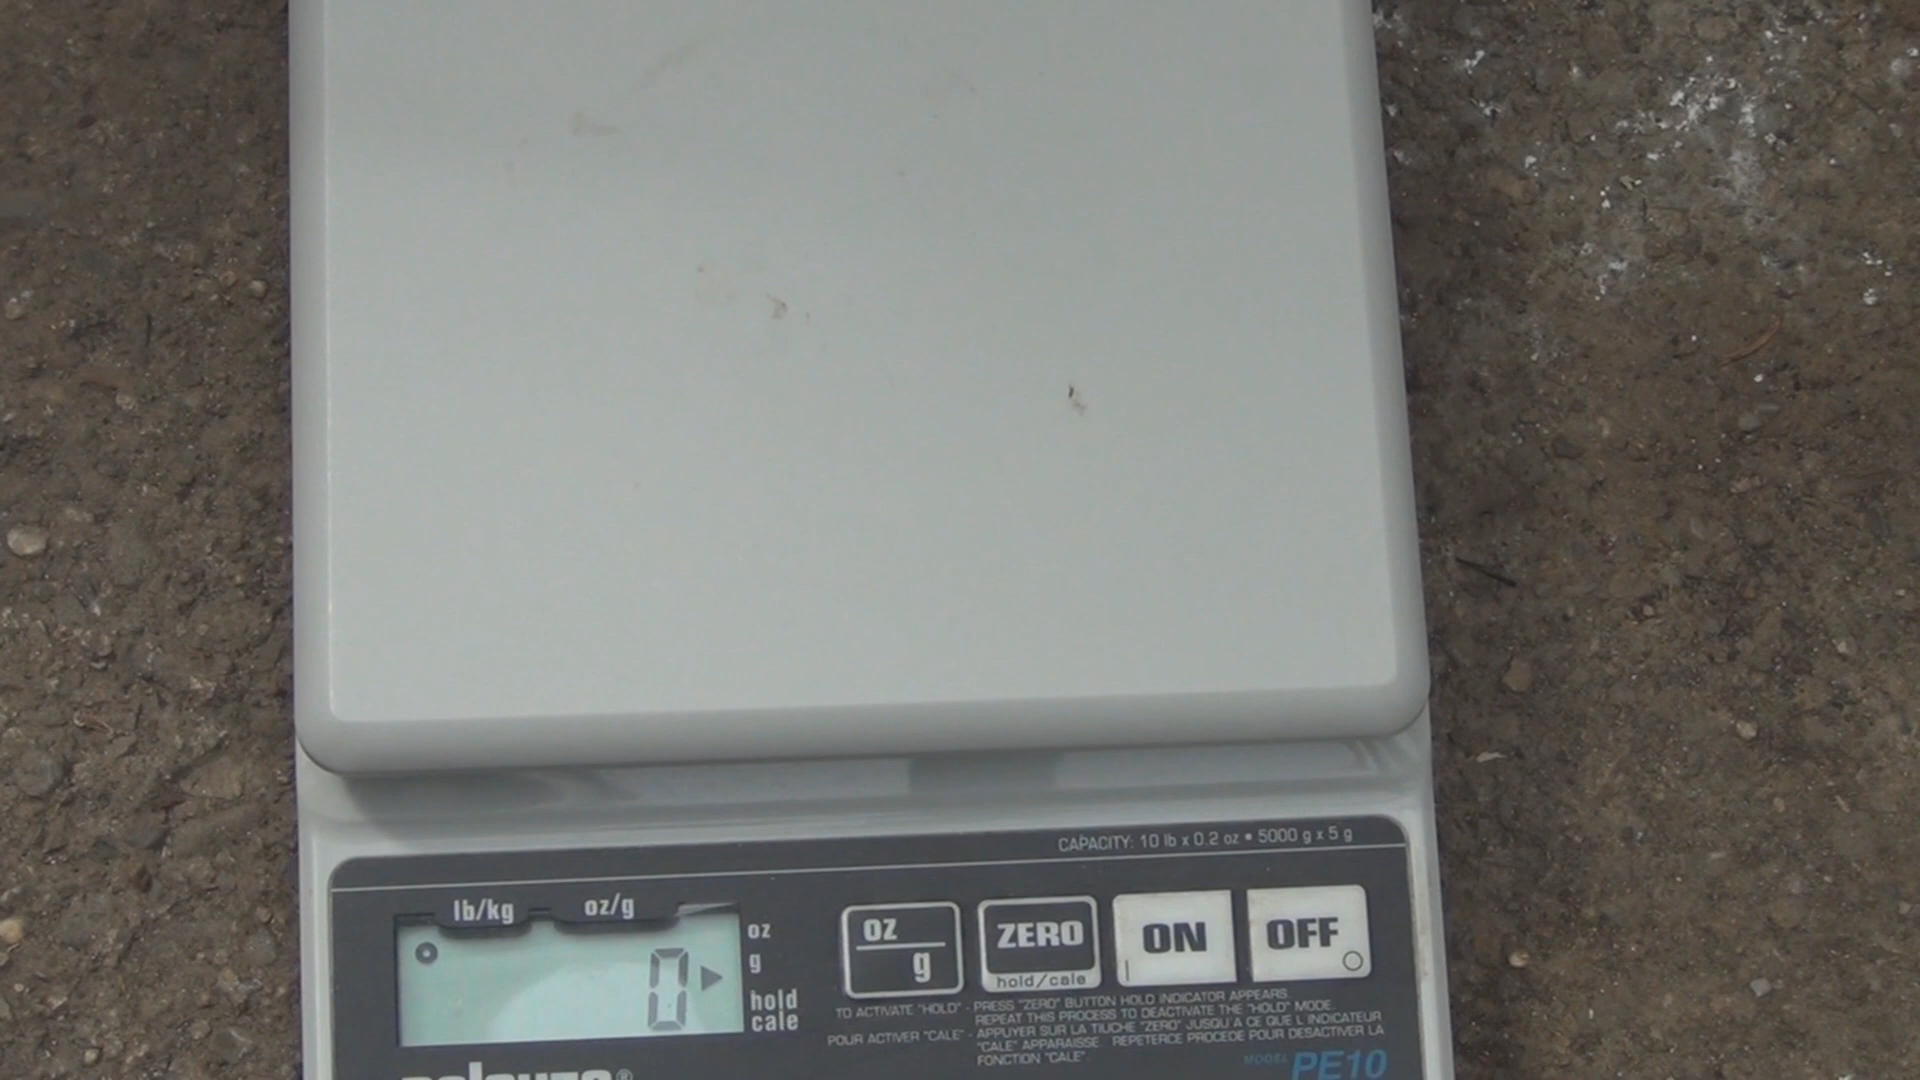 CAPACITY: 10 lb x 0.2 oz • 5000 g x 5 g
lb/kg oz/g
0
oz
g
hold
cale
OZ
g
ZERO
hold/cale
ON
OFF
TO ACTIVATE "HOLD" - PRESS "ZERO" BUTTON HOLD INDICATOR APPEARS
REPEAT THIS PROCESS TO DEACTIVATE THE "HOLD" MODE.
POUR ACTIVER "CALE" - APPUYER SUR LA TIUCHE "ZERO" JUSQU'A CE QUE L INDICATEUR
"CALE" APPARAISSE. REPETERCE PROCEDE POUR DESACTIVER LA
FONCTION "CALE".
MODEL PE10